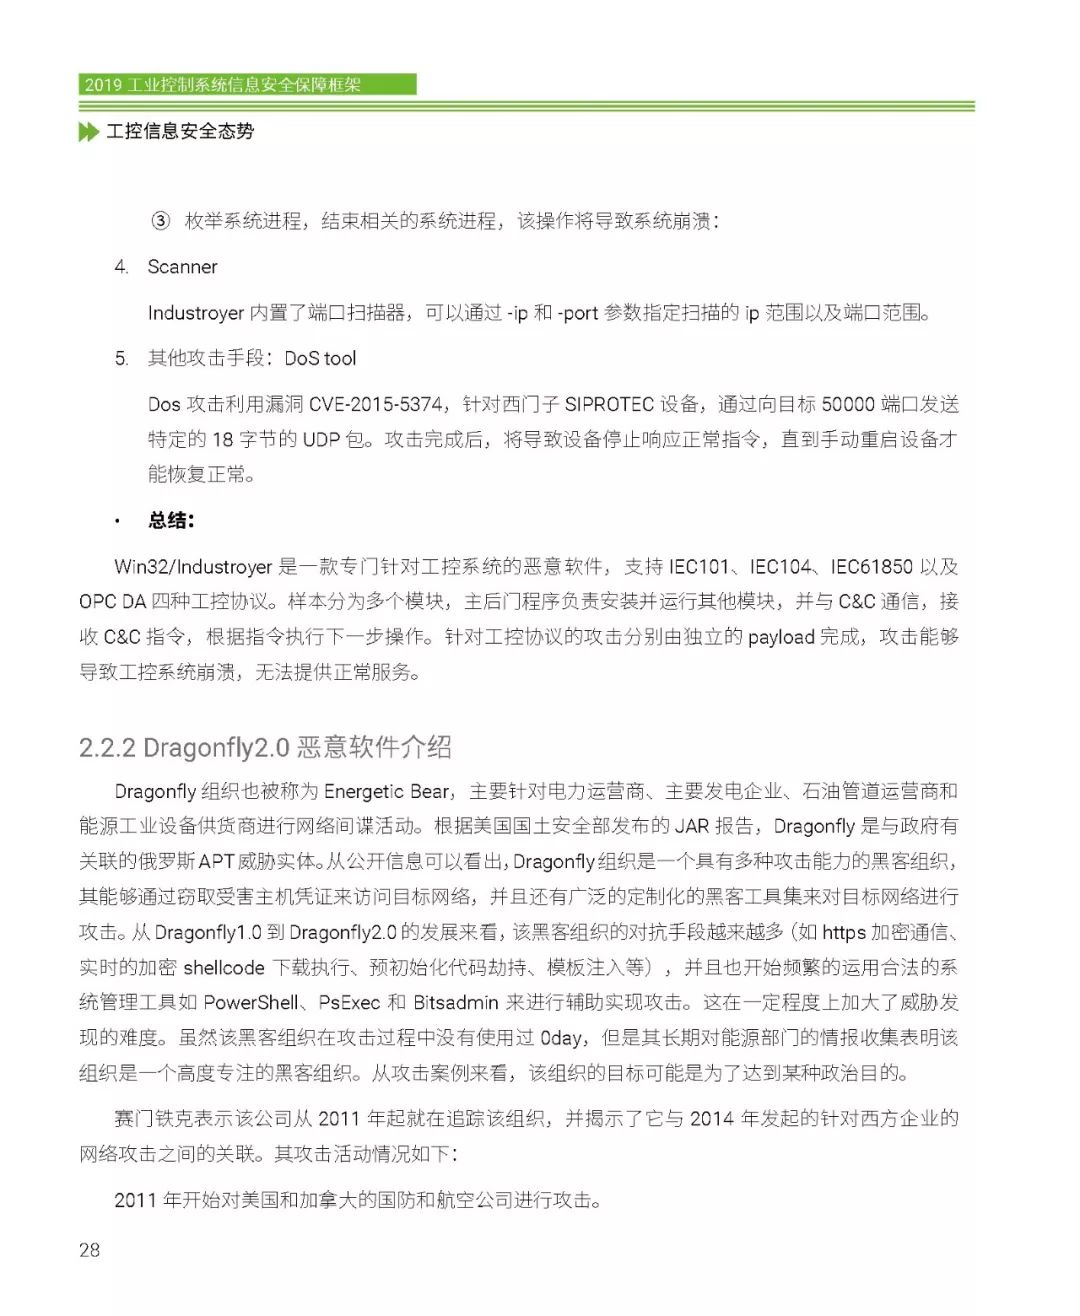 2019 工业控制系统信息安全保障框架
工控信息安全态势
③ 枚举系统进程，结束相关的系统进程，该操作将导致系统崩溃：
4. Scanner
Industroyer 内置了端口扫描器，可以通过 -ip 和 -port 参数指定扫描的 ip 范围以及端口范围。
5. 其他攻击手段：DoS tool
Dos 攻击利用漏洞 CVE-2015-5374，针对西门子 SIPROTEC 设备，通过向目标 50000 端口发送
特定的 18 字节的 UDP 包。攻击完成后，将导致设备停止响应正常指令，直到手动重启设备才
能恢复正常。
· 总结：
Win32/Industroyer 是一款专门针对工控系统的恶意软件，支持 IEC101、IEC104、IEC61850 以及
OPC DA 四种工控协议。样本分为多个模块，主后门程序负责安装并运行其他模块，并与 C&C 通信，接
收 C&C 指令，根据指令执行下一步操作。针对工控协议的攻击分别由独立的 payload 完成，攻击能够
导致工控系统崩溃，无法提供正常服务。
2.2.2 Dragonfly2.0 恶意软件介绍
Dragonfly 组织也被称为 Energetic Bear，主要针对电力运营商、主要发电企业、石油管道运营商和
能源工业设备供货商进行网络间谍活动。根据美国国土安全部发布的 JAR 报告，Dragonfly 是与政府有
关联的俄罗斯 APT 威胁实体。从公开信息可以看出，Dragonfly 组织是一个具有多种攻击能力的黑客组织，
其能够通过窃取受害主机凭证来访问目标网络，并且还有广泛的定制化的黑客工具集来对目标网络进行
攻击。从 Dragonfly1.0 到 Dragonfly2.0 的发展来看，该黑客组织的对抗手段越来越多（如 https 加密通信、
实时的加密 shellcode 下载执行、预初始化代码劫持、模板注入等），并且也开始频繁的运用合法的系
统管理工具如 PowerShell、PsExec 和 Bitsadmin 来进行辅助实现攻击。这在一定程度上加大了威胁发
现的难度。虽然该黑客组织在攻击过程中没有使用过 0day，但是其长期对能源部门的情报收集表明该
组织是一个高度专注的黑客组织。从攻击案例来看，该组织的目标可能是为了达到某种政治目的。
赛门铁克表示该公司从 2011 年起就在追踪该组织，并揭示了它与 2014 年发起的针对西方企业的
网络攻击之间的关联。其攻击活动情况如下：
2011 年开始对美国和加拿大的国防和航空公司进行攻击。
28